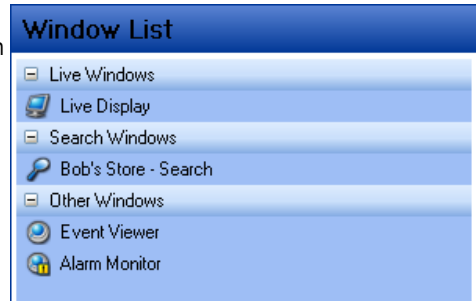 Window List
n
Live Windows
Live Display
Search Windows
Bob's Store - Search
Other Windows
Event Viewer
Alarm Monitor